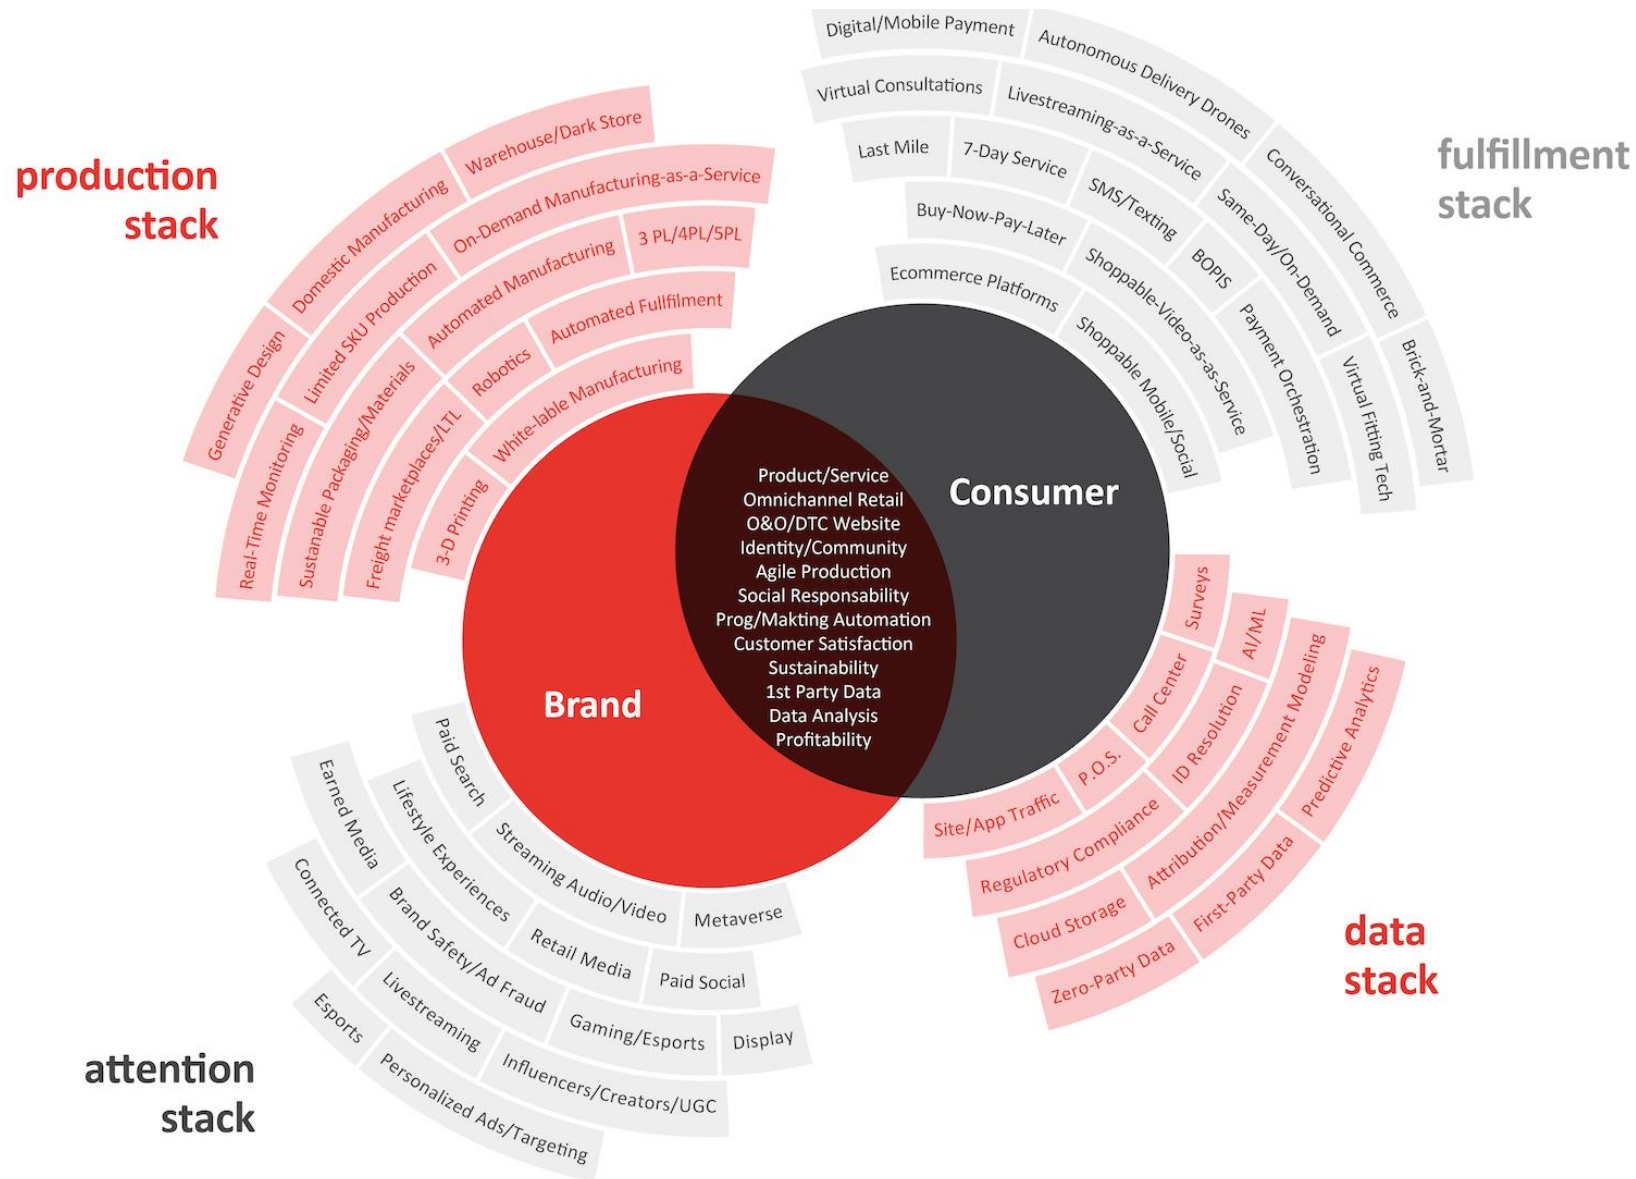 production
stack
Warehouse/Dark Store
Domestic Manufacturing
Generative Design
On-Demand Manufacturing-as-a-Service
Limited SKU Production
Real-Time Monitoring
3 PL/4PL/5PL
Automated Manufacturing
Sustanable Packaging/Materials
Automated Fullfilment
Robotics
Freight marketplaces/LTL
White-lable Manufacturing
3-D Printing
fulfillment
stack
Digital/Mobile Payment
Autonomous Delivery Drones
Conversational Commerce
Brick-and-Mortar
Virtual Consultations
Livestreaming-as-a-Service
Same-Day/On-Demand
Virtual Fitting Tech
Last Mile
7-Day Service
SMS/Texting
BOPIS
Payment Orchestration
Buy-Now-Pay-Later
Shoppable-Video-as-as-Service
Ecommerce Platforms
Shoppable Mobile/Social
Consumer
Brand
Product/Service
Omnichannel Retail
O&O/DTC Website
Identity/Community
Agile Production
Social Responsability
Prog/Makting Automation
Customer Satisfaction
Sustainability
1st Party Data
Data Analysis
Profitability
Surveys
Call Center
P.O.S.
Site/App Traffic
AI/ML
ID Resolution
Regulatory Compliance
Attribution/Measurement Modeling
Cloud Storage
Predictive Analytics
First-Party Data
Zero-Party Data
data
stack
Paid Search
Streaming Audio/Video
Metaverse
Lifestyle Experiences
Retail Media
Paid Social
Earned Media
Brand Safety/Ad Fraud
Gaming/Esports
Display
Connected TV
Livestreaming
Influencers/Creators/UGC
Esports
Personalized Ads/Targeting
attention
stack